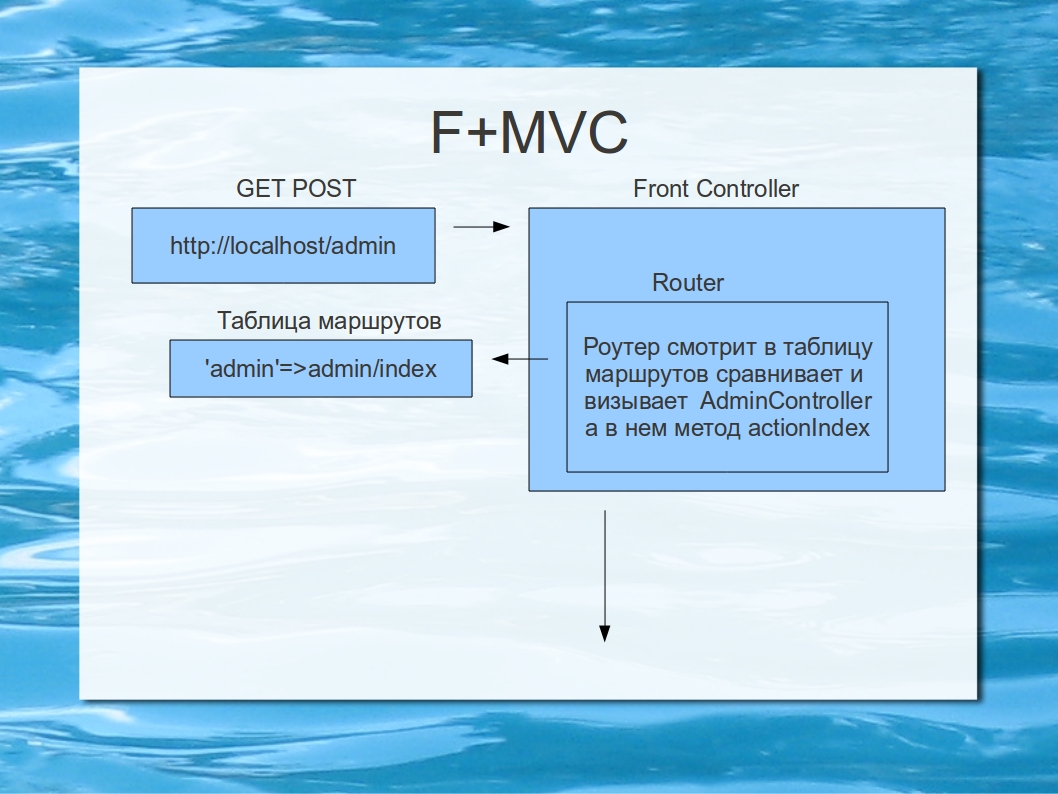 F+MVC
GET POST
http://localhost/admin
Front Controller
Router
Роутер смотрит в таблицу
маршрутов сравнивает и
визывает  AdminController
а в нем метод actionIndex
Таблица маршрутов
'admin'=>admin/index